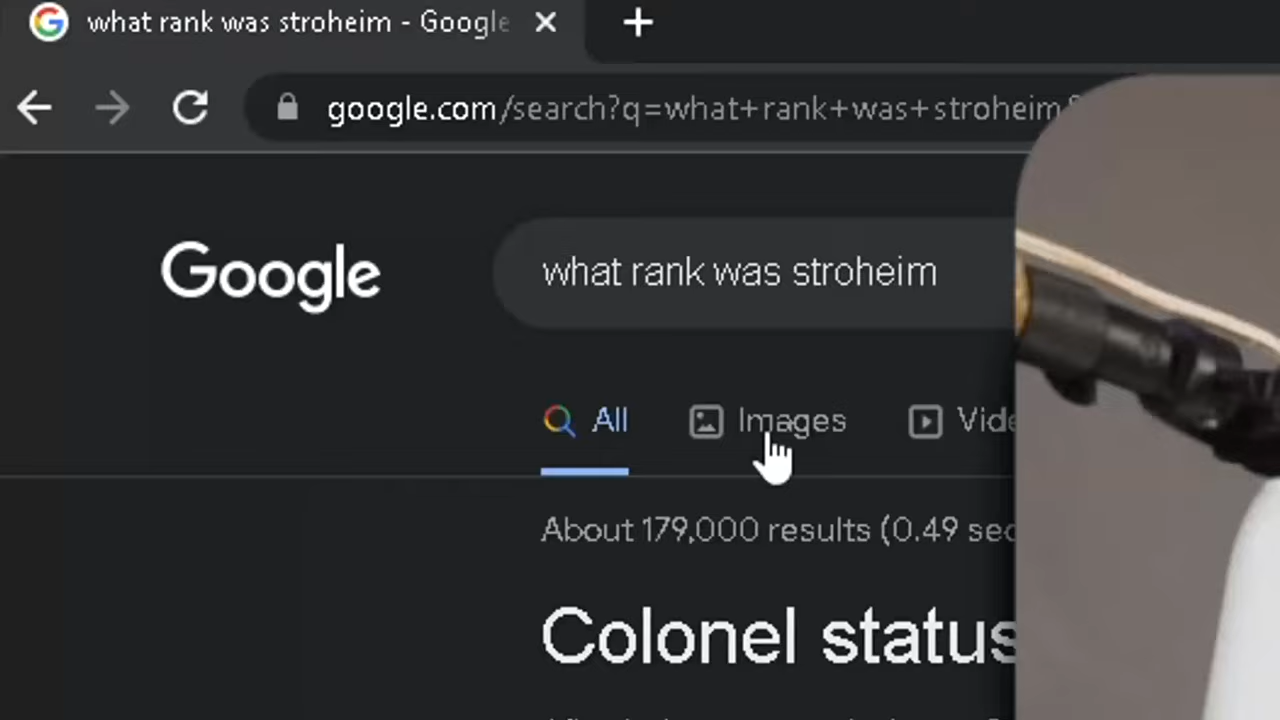 what rank was stroheim - Google
google.com/search?q=what+rank+was+stroheim
Google
what rank was stroheim
All
Images
About 179,000 results (0.49
Colonel status